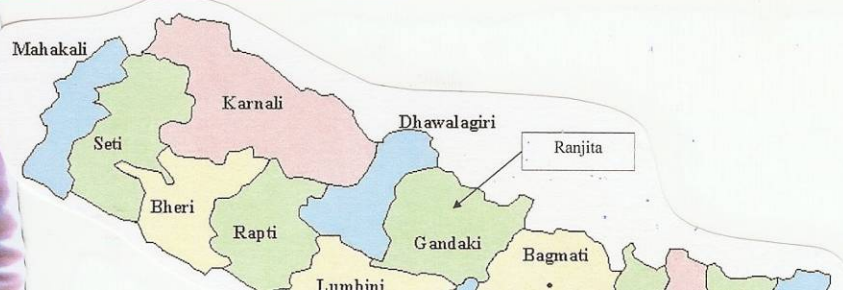 Mahakali
Karnali
Dhawalagiri
Seti
Ranjita
Bheri
Rapti
Gandaki
Bagmati
Lumbini